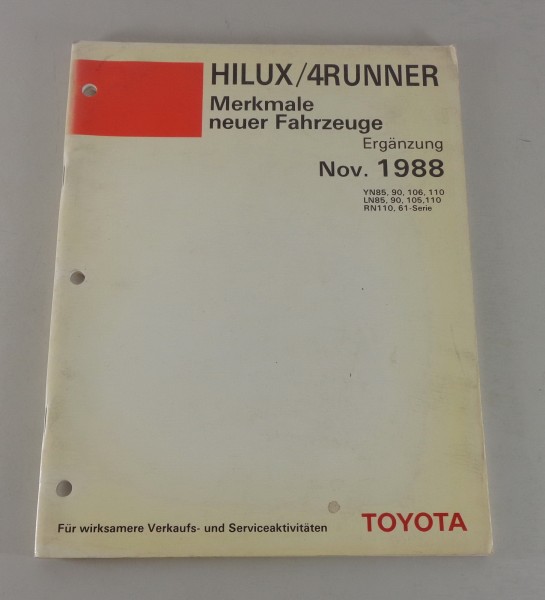 HILUX/4RUNNER
Merkmale
neuer Fahrzeuge
Ergänzung
Nov. 1988
YN85, 90, 106, 110
LN85, 90, 105,110
RN110, 61-Serie
Für wirksamere Verkaufs- und Serviceaktivitäten
TOYOTA